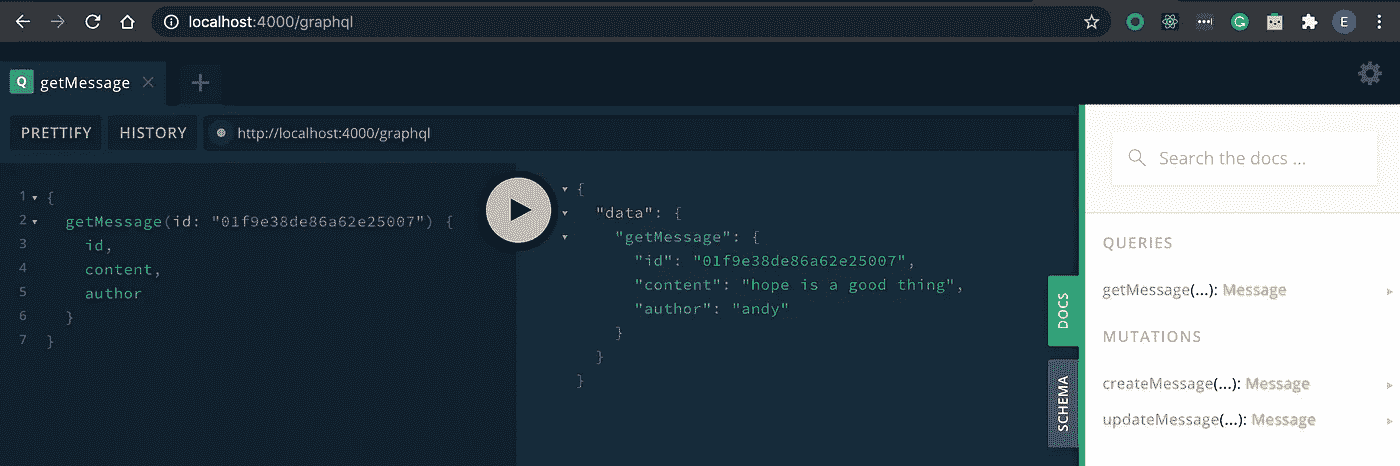 localhost:4000/graphql
E
Q getMessage
PRETTIFY HISTORY http://localhost:4000/graphql
1 {
2 getMessage(id: "01f9e38de86a62e25007") {
3 id,
4 content,
5 author
6 }
7 }
{
"data": {
"getMessage": {
"id": "01f9e38de86a62e25007",
"content": "hope is a good thing",
"author": "andy"
}
}
}
DOCS
SCHEMA
Search the docs ...
QUERIES
getMessage(...): Message
MUTATIONS
createMessage(...): Message
updateMessage(...): Message